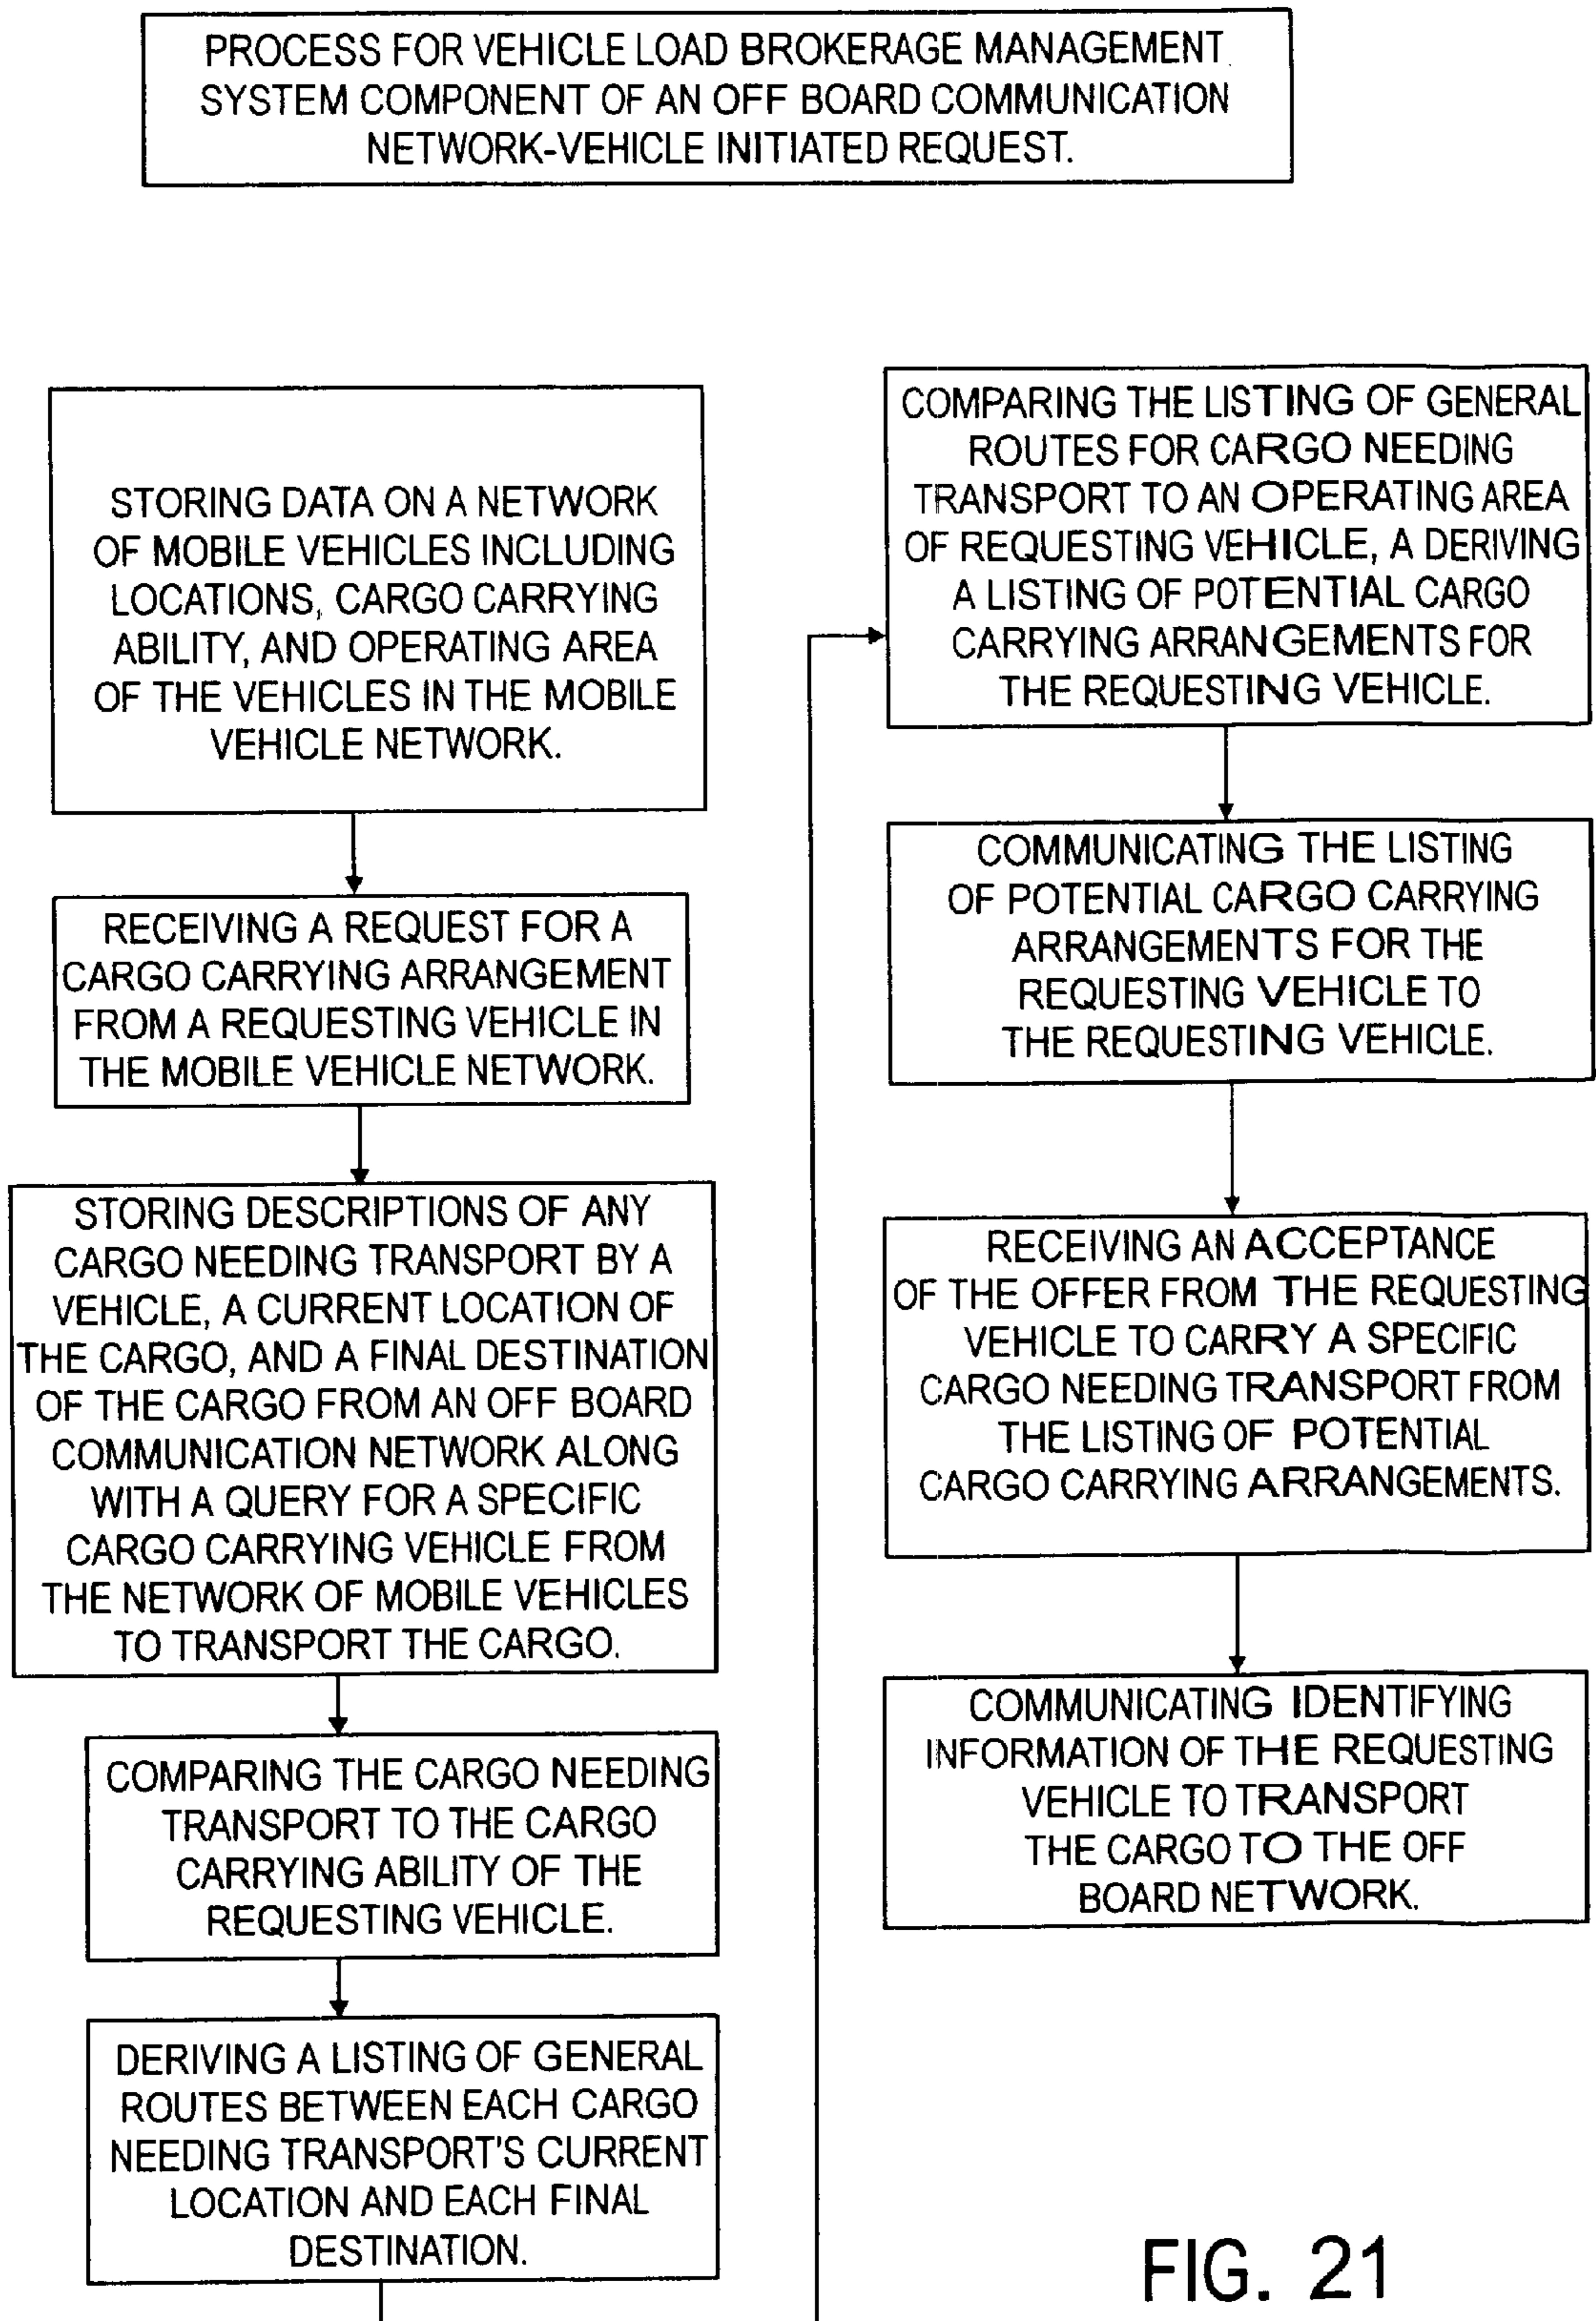 PROCESS FOR VEHICLE LOAD BROKERAGE MANAGEMENT
SYSTEM COMPONENT OF AN OFF BOARD COMMUNICATION
NETWORK-VEHICLE INITIATED REQUEST.
STORING DATA ON A NETWORK
OF MOBILE VEHICLES INCLUDING
LOCATIONS, CARGO CARRYING
ABILITY, AND OPERATING AREA
OF THE VEHICLES IN THE MOBILE
VEHICLE NETWORK.
RECEIVING A REQUEST FOR A
CARGO CARRYING ARRANGEMENT
FROM A REQUESTING VEHICLE IN
THE MOBILE VEHICLE NETWORK.
STORING DESCRIPTIONS OF ANY
CARGO NEEDING TRANSPORT BY A
VEHICLE, A CURRENT LOCATION OF
THE CARGO, AND A FINAL DESTINATION
OF THE CARGO FROM AN OFF BOARD
COMMUNICATION NETWORK ALONG
WITH A QUERY FOR A SPECIFIC
CARGO CARRYING VEHICLE FROM
THE NETWORK OF MOBILE VEHICLES
TO TRANSPORT THE CARGO.
COMPARING THE CARGO NEEDING
TRANSPORT TO THE CARGO
CARRYING ABILITY OF THE
REQUESTING VEHICLE.
DERIVING A LISTING OF GENERAL
ROUTES BETWEEN EACH CARGO
NEEDING TRANSPORT'S CURRENT
LOCATION AND EACH FINAL
DESTINATION.
COMPARING THE LISTING OF GENERAL
ROUTES FOR CARGO NEEDING
TRANSPORT TO AN OPERATING AREA
OF REQUESTING VEHICLE, A DERIVING
A LISTING OF POTENTIAL CARGO
CARRYING ARRANGEMENTS FOR
THE REQUESTING VEHICLE.
COMMUNICATING THE LISTING
OF POTENTIAL CARGO CARRYING
ARRANGEMENTS FOR THE
REQUESTING VEHICLE TO
THE REQUESTING VEHICLE.
RECEIVING AN ACCEPTANCE
OF THE OFFER FROM THE REQUESTING
VEHICLE TO CARRY A SPECIFIC
CARGO NEEDING TRANSPORT FROM
THE LISTING OF POTENTIAL
CARGO CARRYING ARRANGEMENTS.
COMMUNICATING IDENTIFYING
INFORMATION OF THE REQUESTING
VEHICLE TO TRANSPORT
THE CARGO TO THE OFF
BOARD NETWORK.
FIG. 21